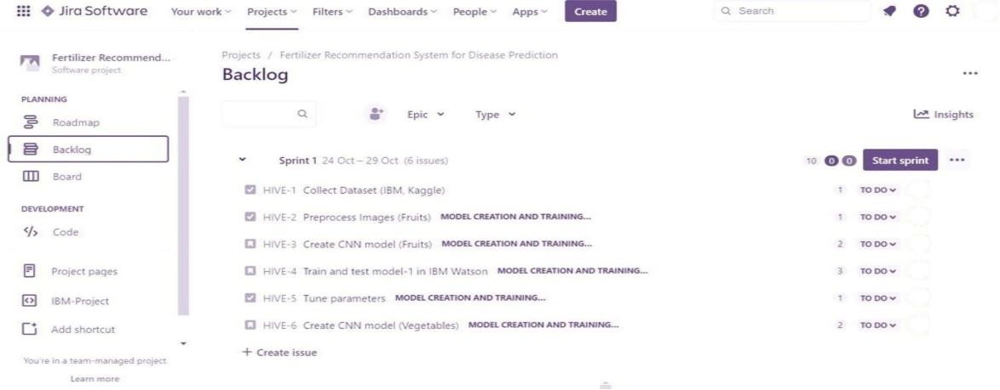 Jira Software Your work Projects Filters Dashboards People Apps Create Search
Fertilizer Recommend...
Software project
PLANNING
Roadmap
Backlog
Board
DEVELOPMENT
Code
Project pages
IBM-Project
Add shortcut
You're in a team-managed project
Learn more
Projects / Fertilizer Recommendation System for Disease Prediction
Backlog
Epic Type Insights
Sprint 1 24 Oct – 29 Oct (6 issues) 10 0 0 Start sprint
HIVE-1 Collect Dataset (IBM, Kaggle) 1 TO DO
HIVE-2 Preprocess Images (Fruits) MODEL CREATION AND TRAINING... 1 TO DO
HIVE-3 Create CNN model (Fruits) MODEL CREATION AND TRAINING... 2 TO DO
HIVE-4 Train and test model-1 in IBM Watson MODEL CREATION AND TRAINING... 3 TO DO
HIVE-5 Tune parameters MODEL CREATION AND TRAINING... 1 TO DO
HIVE-6 Create CNN model (Vegetables) MODEL CREATION AND TRAINING... 2 TO DO
+ Create issue